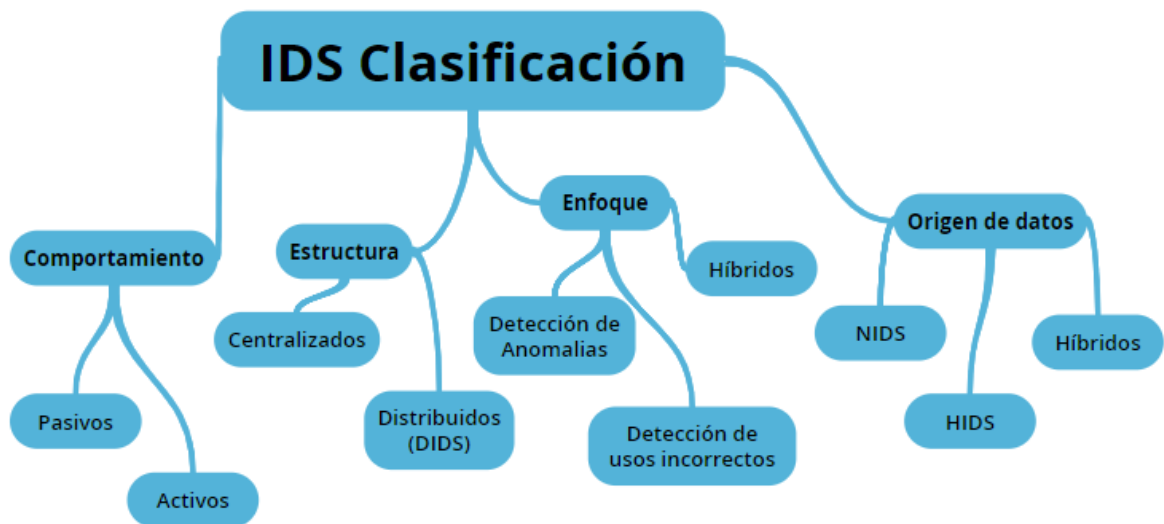 IDS Clasificación
Comportamiento
Pasivos
Activos
Estructura
Centralizados
Distribuidos
(DIDS)
Enfoque
Detección de
Anomalias
Detección de
usos incorrectos
Híbridos
Origen de datos
NIDS
HIDS
Híbridos